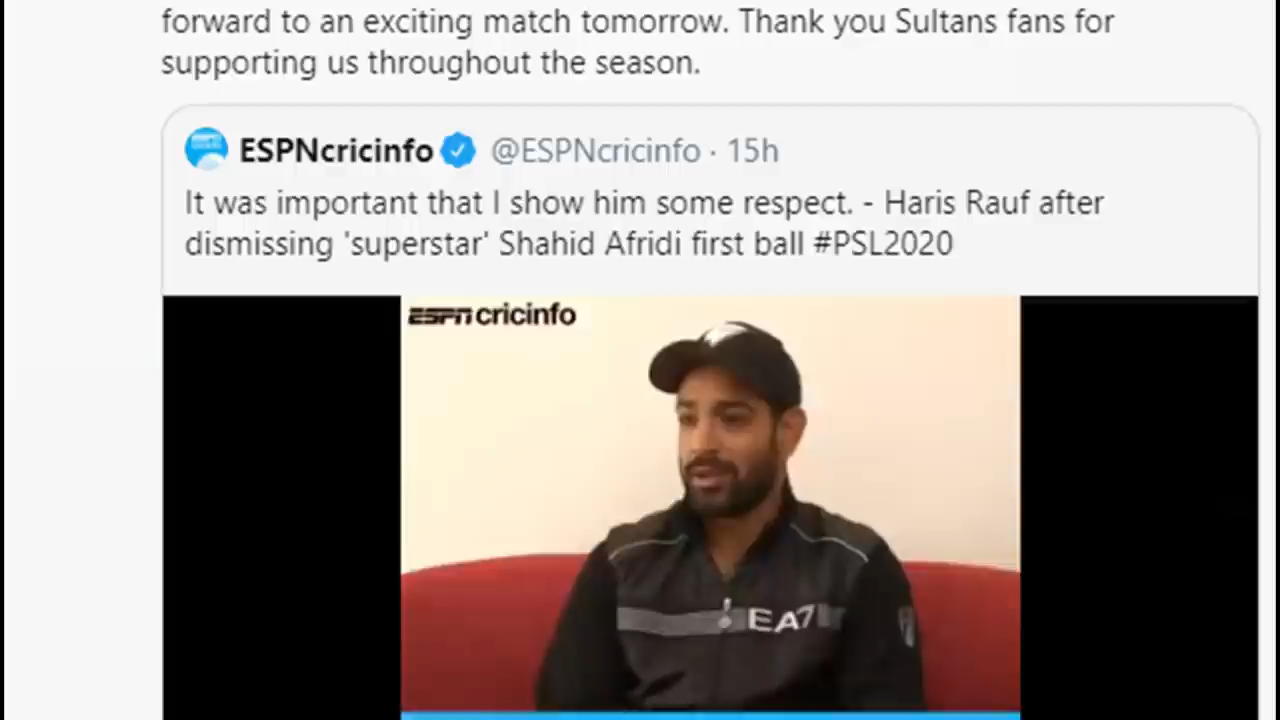 forward to an exciting match tomorrow. Thank you Sultans fans for
supporting us throughout the season.
ESPNcricinfo @ESPNcricinfo · 15h
It was important that I show him some respect. - Haris Rauf after
dismissing 'superstar' Shahid Afridi first ball #PSL2020
ESPN cricinfo
EA7